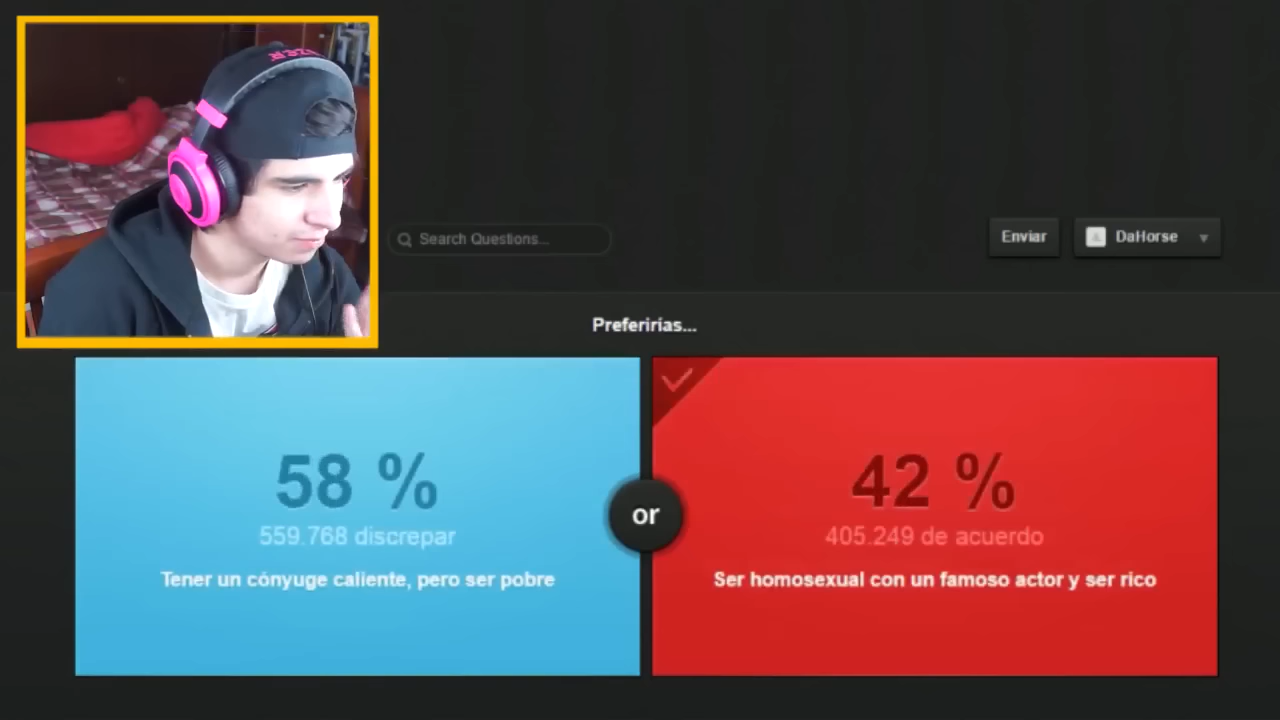 Search Questions...
Enviar
DaHorse
Preferirias...
58 %
559.768 discrepar
Tener un cónyuge caliente, pero ser pobre
or
42 %
405.249 de acuerdo
Ser homosexual con un famoso actor y ser rico